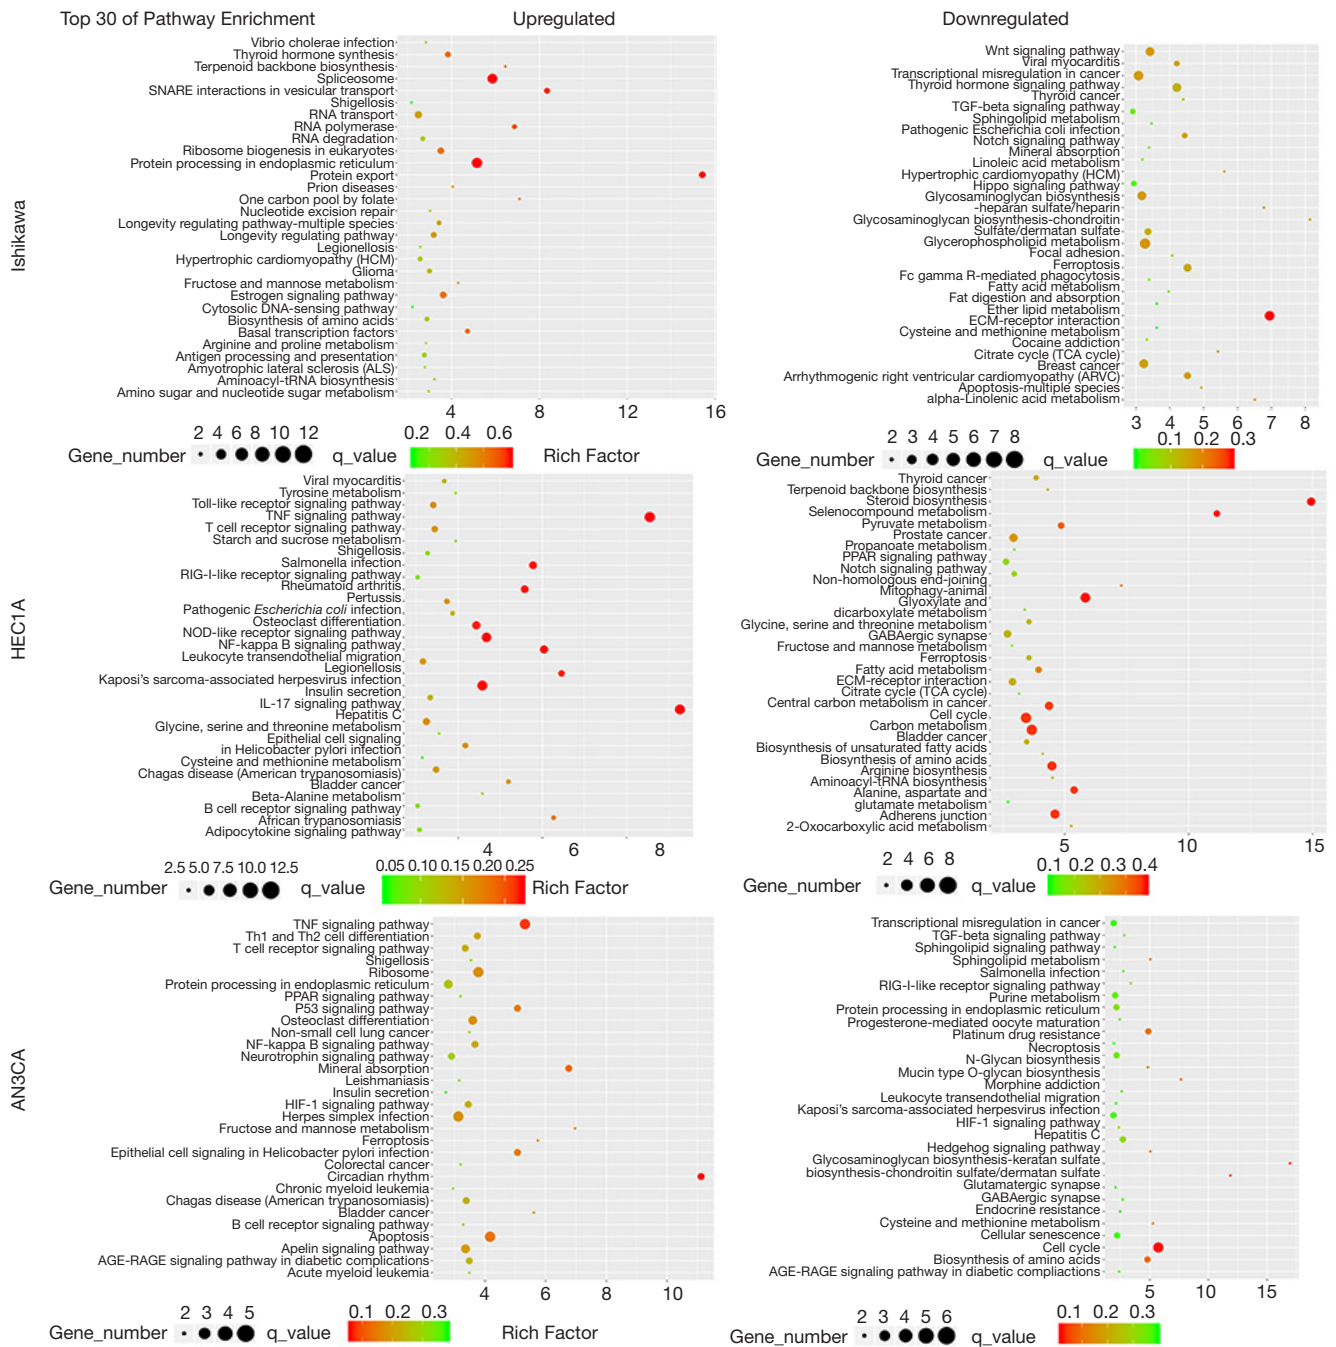 Top 30 of Pathway Enrichment
Upregulated
Downregulated
Ishikawa
Vibrio cholerae infection
Thyroid hormone synthesis
Terpenoid backbone biosynthesis
Spliceosome
SNARE interactions in vesicular transport
Shigellosis
RNA transport
RNA polymerase
RNA degradation
Ribosome biogenesis in eukaryotes
Protein processing in endoplasmic reticulum
Protein export
Prion diseases
One carbon pool by folate
Nucleotide excision repair
Longevity regulating pathway-multiple species
Longevity regulating pathway
Legionellosis
Hypertrophic cardiomyopathy (HCM)
Glioma
Fructose and mannose metabolism
Estrogen signaling pathway
Cytosolic DNA-sensing pathway
Biosynthesis of amino acids
Basal transcription factors
Arginine and proline metabolism
Antigen processing and presentation
Amyotrophic lateral sclerosis (ALS)
Aminoacyl-tRNA biosynthesis
Amino sugar and nucleotide sugar metabolism
4 8 12 16
Gene_number 2 4 6 8 10 12 q_value 0.2 0.4 0.6 Rich Factor
Wnt signaling pathway
Viral myocarditis
Transcriptional misregulation in cancer
Thyroid hormone signaling pathway
Thyroid cancer
TGF-beta signaling pathway
Sphingolipid metabolism
Pathogenic Escherichia coli infection
Notch signaling pathway
Mineral absorption
Linoleic acid metabolism
Hypertrophic cardiomyopathy (HCM)
Hippo signaling pathway
Glycosaminoglycan biosynthesis
-heparan sulfate/heparin
Glycosaminoglycan biosynthesis-chondroitin
Sulfate/dermatan sulfate
Glycerophospholipid metabolism
Focal adhesion
Ferroptosis
Fc gamma R-mediated phagocytosis
Fatty acid metabolism
Fat digestion and absorption
Ether lipid metabolism
ECM-receptor interaction
Cysteine and methionine metabolism
Cocaine addiction
Citrate cycle (TCA cycle)
Breast cancer
Arrhythmogenic right ventricular cardiomyopathy (ARVC)
Apoptosis-multiple species
alpha-Linolenic acid metabolism
3 4 5 6 7 8
Gene_number 2 3 4 5 6 7 8 q_value 0.1 0.2 0.3
HEC1A
Viral myocarditis
Tyrosine metabolism
Toll-like receptor signaling pathway
TNF signaling pathway
T cell receptor signaling pathway
Starch and sucrose metabolism
Shigellosis
Salmonella infection
RIG-I-like receptor signaling pathway
Rheumatoid arthritis
Pertussis
Pathogenic Escherichia coli infection
Osteoclast differentiation
NOD-like receptor signaling pathway
NF-kappa B signaling pathway
Leukocyte transendothelial migration
Legionellosis
Kaposi's sarcoma-associated herpesvirus infection
Insulin secretion
IL-17 signaling pathway
Hepatitis C
Glycine, serine and threonine metabolism
Epithelial cell signaling
in Helicobacter pylori infection
Cysteine and methionine metabolism
Chagas disease (American trypanosomiasis)
Bladder cancer
Beta-Alanine metabolism
B cell receptor signaling pathway
African trypanosomiasis
Adipocytokine signaling pathway
4 6 8
Gene_number 2.5 5.0 7.5 10.0 12.5 q_value 0.05 0.10 0.15 0.20 0.25 Rich Factor
Thyroid cancer
Terpenoid backbone biosynthesis
Steroid biosynthesis
Selenocompound metabolism
Pyruvate metabolism
Prostate cancer
Propanoate metabolism
PPAR signaling pathway
Notch signaling pathway
Non-homologous end-joining
Mitophagy-animal
Glyoxylate and
dicarboxylate metabolism
Glycine, serine and threonine metabolism
GABAergic synapse
Fructose and mannose metabolism
Ferroptosis
Fatty acid metabolism
ECM-receptor interaction
Citrate cycle (TCA cycle)
Central carbon metabolism in cancer
Cell cycle
Carbon metabolism
Bladder cancer
Biosynthesis of unsaturated fatty acids
Biosynthesis of amino acids
Arginine biosynthesis
Aminoacyl-tRNA biosynthesis
Alanine, aspartate and
glutamate metabolism
Adherens junction
2-Oxocarboxylic acid metabolism
5 10 15
Gene_number 2 4 6 8 q_value 0.1 0.2 0.3 0.4
AN3CA
TNF signaling pathway
Th1 and Th2 cell differentiation
T cell receptor signaling pathway
Shigellosis
Ribosome
Protein processing in endoplasmic reticulum
PPAR signaling pathway
P53 signaling pathway
Osteoclast differentiation
Non-small cell lung cancer
NF-kappa B signaling pathway
Neurotrophin signaling pathway
Mineral absorption
Leishmaniasis
Insulin secretion
HIF-1 signaling pathway
Herpes simplex infection
Fructose and mannose metabolism
Ferroptosis
Epithelial cell signaling in Helicobacter pylori infection
Colorectal cancer
Circadian rhythm
Chronic myeloid leukemia
Chagas disease (American trypanosomiasis)
Bladder cancer
B cell receptor signaling pathway
Apoptosis
Apelin signaling pathway
AGE-RAGE signaling pathway in diabetic complications
Acute myeloid leukemia
4 6 8 10
Gene_number 2 3 4 5 q_value 0.1 0.2 0.3 Rich Factor
Transcriptional misregulation in cancer
TGF-beta signaling pathway
Sphingolipid signaling pathway
Sphingolipid metabolism
Salmonella infection
RIG-I-like receptor signaling pathway
Purine metabolism
Protein processing in endoplasmic reticulum
Progesterone-mediated oocyte maturation
Platinum drug resistance
Necroptosis
N-Glycan biosynthesis
Mucin type O-glycan biosynthesis
Morphine addiction
Leukocyte transendothelial migration
Kaposi's sarcoma-associated herpesvirus infection
HIF-1 signaling pathway
Hepatitis C
Hedgehog signaling pathway
Glycosaminoglycan biosynthesis-keratan sulfate
biosynthesis-chondroitin sulfate/dermatan sulfate
Glutamatergic synapse
GABAergic synapse
Endocrine resistance
Cysteine and methionine metabolism
Cellular senescence
Cell cycle
Biosynthesis of amino acids
AGE-RAGE signaling pathway in diabetic compliactions
5 10 15
Gene_number 2 3 4 5 6 q_value 0.1 0.2 0.3